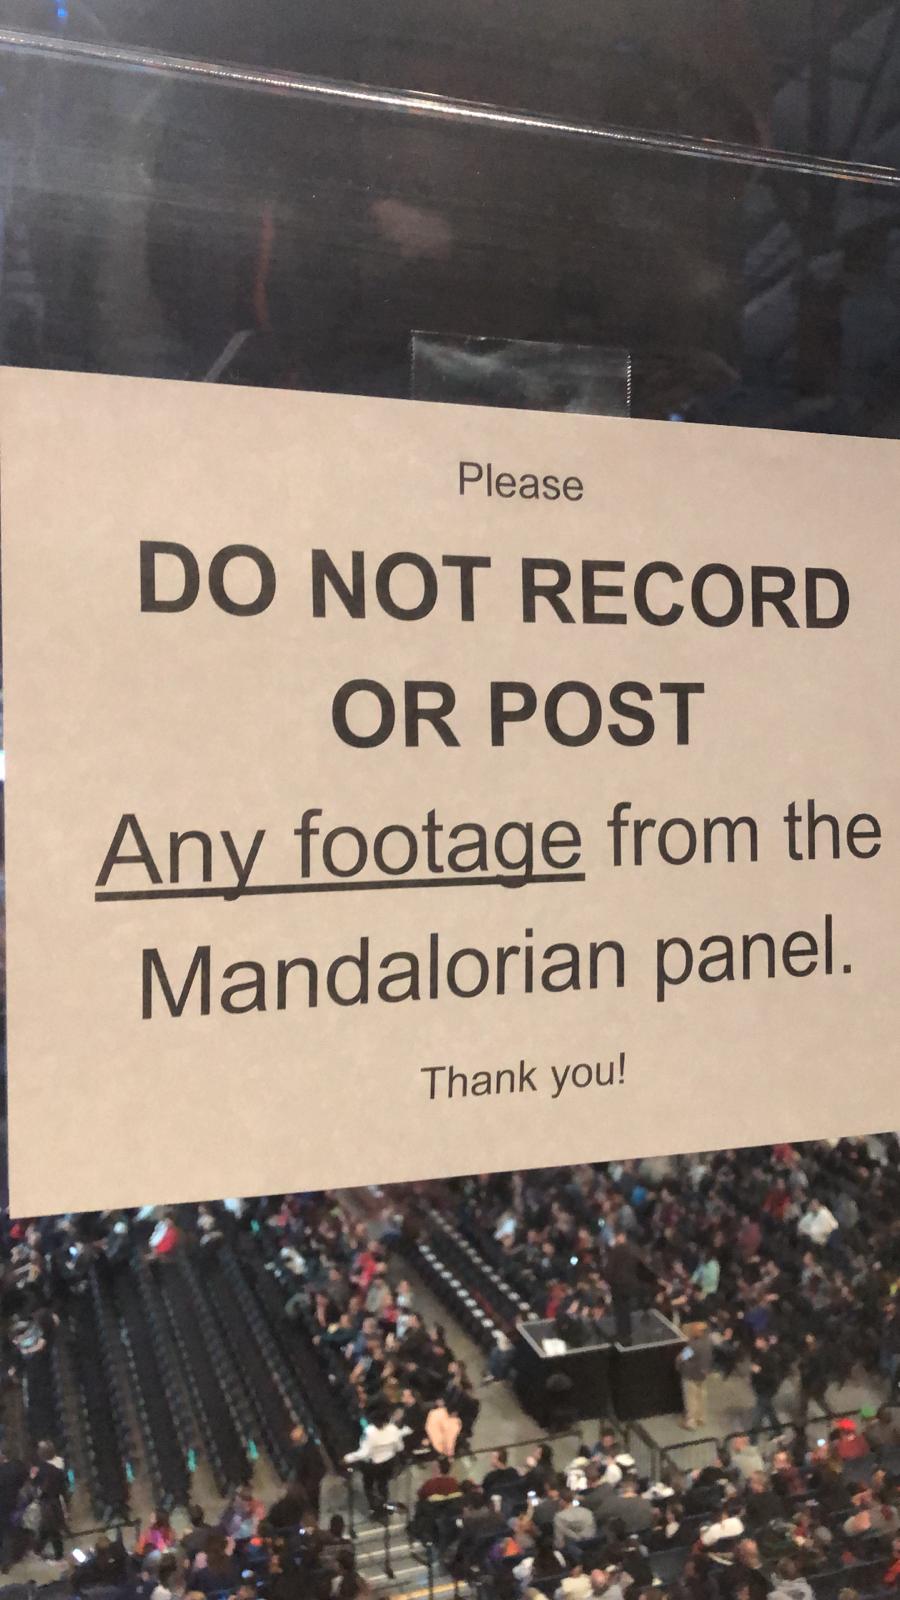 Please
DO NOT RECORD
OR POST
Any footage from the
Mandalorian panel.
Thank you!